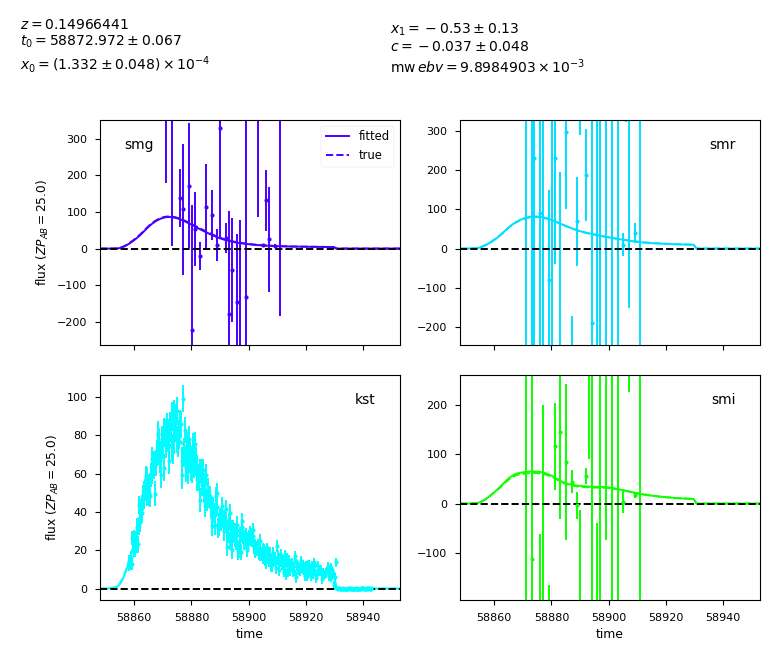 z = 0.14966441
t₀ = 58872.972 ± 0.067
x₀ = (1.332 ± 0.048) × 10⁻⁴
x₁ = −0.53 ± 0.13
c = −0.037 ± 0.048
mw ebv = 9.8984903 × 10⁻³
smg
fitted
true
300
200
100
0
−100
−200
flux (ZP_AB = 25.0)
smr
300
200
100
0
−100
−200
kst
100
80
60
40
20
0
flux (ZP_AB = 25.0)
58860 58880 58900 58920 58940
time
smi
200
100
0
−100
58860 58880 58900 58920 58940
time